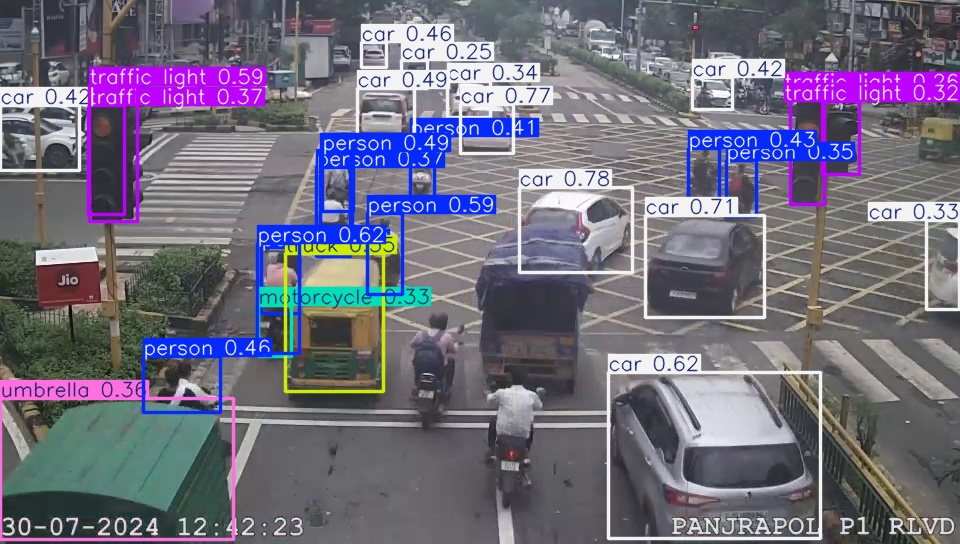 car 0.46
car 0.25
traffic light 0.59
car 0.49
car 0.34
car 0.42
traffic light 0.26
car 0.42
traffic light 0.37
car 0.77
traffic light 0.32
person 0.49
person 0.41
person 0.43
person 0.37
person 0.35
car 0.78
person 0.59
car 0.71
car 0.33
person 0.62
truck 0.55
Jio
motorcycle 0.33
person 0.46
car 0.62
umbrella 0.36
30-07-2024 12:42:23
PANJRAPOL P1 RLVD